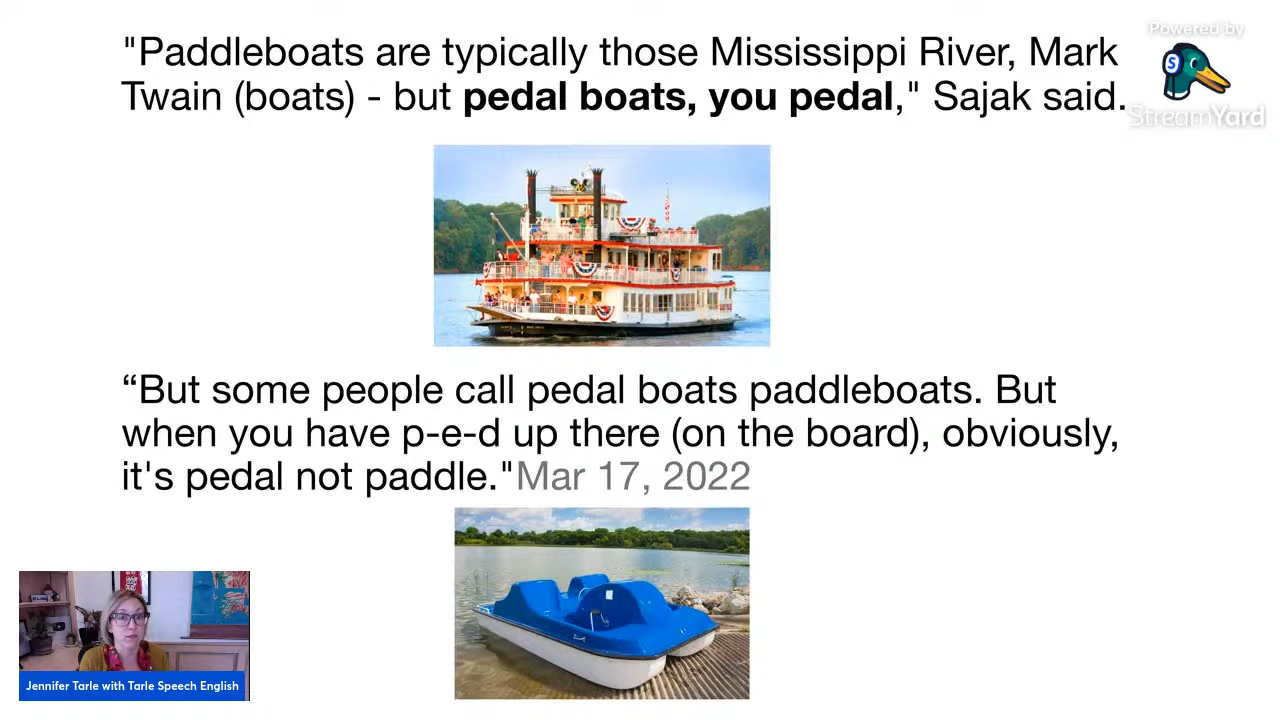 "Paddleboats are typically those Mississippi River, Mark
Twain (boats) - but pedal boats, you pedal," Sajak said.
Powered by
S
StreamYard
“But some people call pedal boats paddleboats. But
when you have p-e-d up there (on the board), obviously,
it's pedal not paddle."Mar 17, 2022
Jennifer Tarle with Tarle Speech English